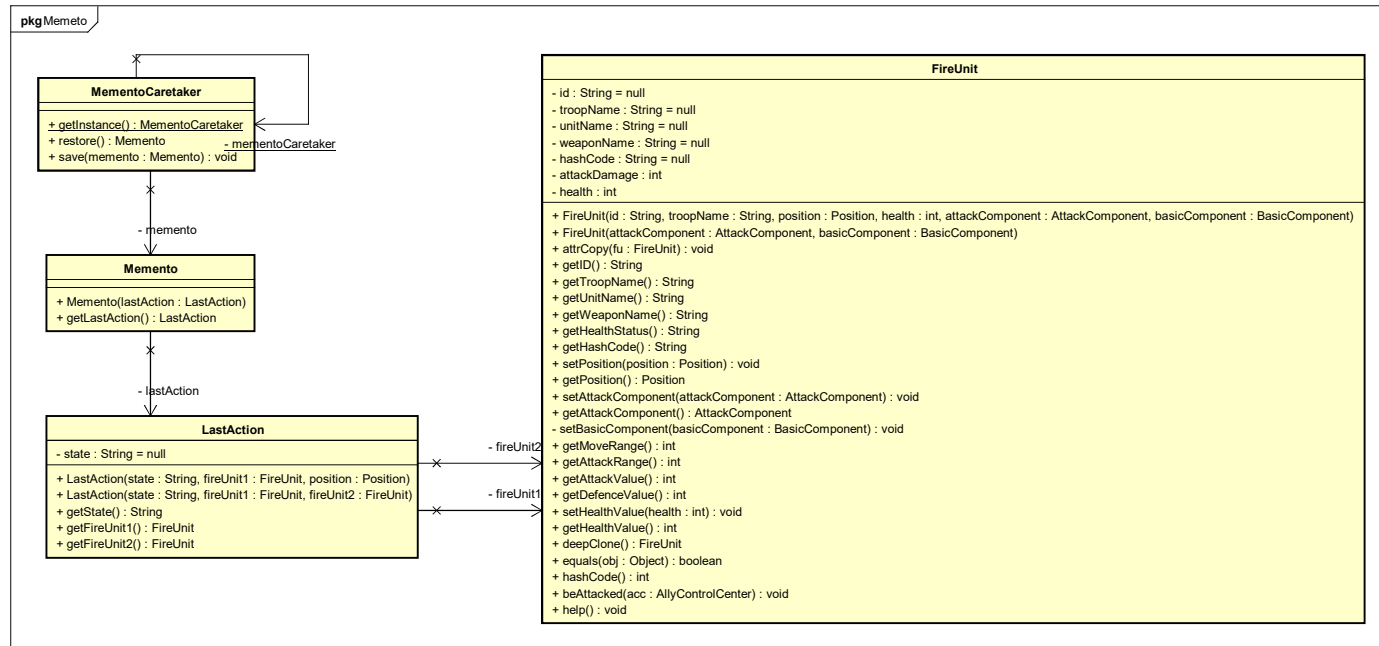 pkg Memeto
MementoCaretaker
+ getInstance() : MementoCaretaker
+ restore() : Memento
+ save(memento : Memento) : void
- mementoCaretaker
- memento
Memento
+ Memento(lastAction : LastAction)
+ getLastAction() : LastAction
- lastAction
LastAction
- state : String = null
+ LastAction(state : String, fireUnit1 : FireUnit, position : Position)
+ LastAction(state : String, fireUnit1 : FireUnit, fireUnit2 : FireUnit)
+ getState() : String
+ getFireUnit1() : FireUnit
+ getFireUnit2() : FireUnit
- fireUnit2
- fireUnit1
FireUnit
- id : String = null
- troopName : String = null
- unitName : String = null
- weaponName : String = null
- hashCode : String = null
- attackDamage : int
- health : int
+ FireUnit(id : String, troopName : String, position : Position, health : int, attackComponent : AttackComponent, basicComponent : BasicComponent)
+ FireUnit(attackComponent : AttackComponent, basicComponent : BasicComponent)
+ attrCopy(fu : FireUnit) : void
+ getID() : String
+ getTroopName() : String
+ getUnitName() : String
+ getWeaponName() : String
+ getHealthStatus() : String
+ getHashCode() : String
+ setPosition(position : Position) : void
+ getPosition() : Position
+ setAttackComponent(attackComponent : AttackComponent) : void
+ getAttackComponent() : AttackComponent
- setBasicComponent(basicComponent : BasicComponent) : void
+ getMoveRange() : int
+ getAttackRange() : int
+ getAttackValue() : int
+ getDefenceValue() : int
+ setHealthValue(health : int) : void
+ getHealthValue() : int
+ deepClone() : FireUnit
+ equals(obj : Object) : boolean
+ hashCode() : int
+ beAttacked(acc : AllyControlCenter) : void
+ help() : void